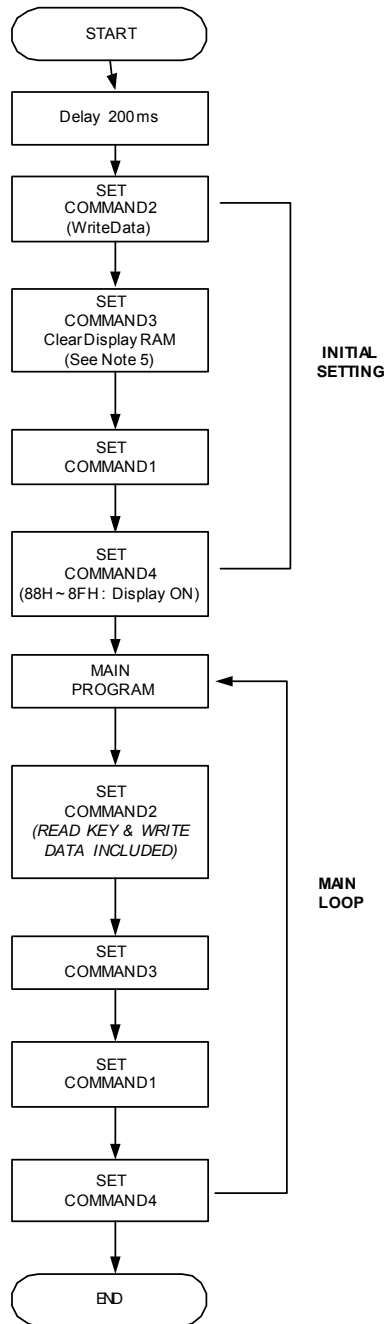 START
Delay 200ms
SET
COMMAND2
(WriteData)
SET
COMMAND3
ClearDisplay RAM
(See Note 5)
INITIAL
SETTING
SET
COMMAND1
SET
COMMAND4
(88H ~ 8FH : Display ON)
MAIN
PROGRAM
SET
COMMAND2
(READ KEY & WRITE
DATA INCLUDED)
MAIN
LOOP
SET
COMMAND3
SET
COMMAND1
SET
COMMAND4
END